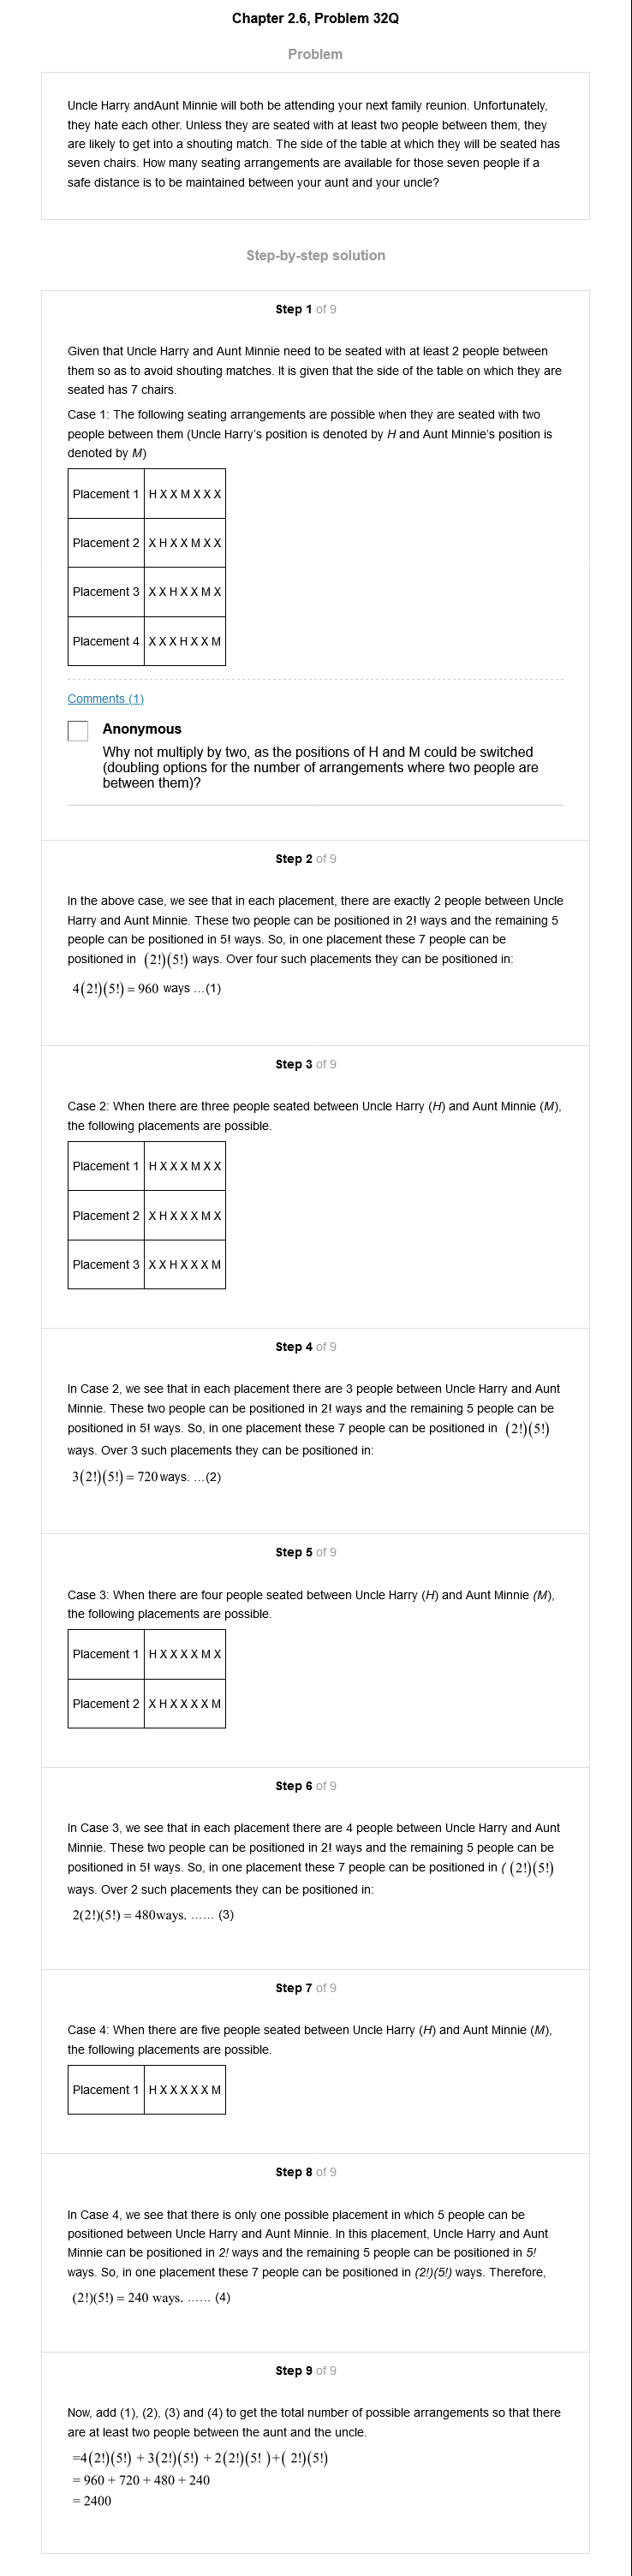 Chapter 2.6, Problem 32Q
Problem
Uncle Harry andAunt Minnie will both be attending your next family reunion. Unfortunately,
they hate each other. Unless they are seated with at least two people between them, they
are likely to get into a shouting match. The side of the table at which they will be seated has
seven chairs. How many seating arrangements are available for those seven people if a
safe distance is to be maintained between your aunt and your uncle?
Step-by-step solution
Step 1 of 9
Given that Uncle Harry and Aunt Minnie need to be seated with at least 2 people between
them so as to avoid shouting matches. It is given that the side of the table on which they are
seated has 7 chairs.
Case 1: The following seating arrangements are possible when they are seated with two
people between them (Uncle Harry's position is denoted by H and Aunt Minnie's position is
denoted by M)
Placement 1 H X X M X X X
Placement 2 X H X X M X X
Placement 3 X X H X X M X
Placement 4 X X X H X X M
Comments (1)
Anonymous
Why not multiply by two, as the positions of H and M could be switched
(doubling options for the number of arrangements where two people are
between them)?
Step 2 of 9
In the above case, we see that in each placement, there are exactly 2 people between Uncle
Harry and Aunt Minnie. These two people can be positioned in 2! ways and the remaining 5
people can be positioned in 5! ways. So, in one placement these 7 people can be
positioned in (2!)(5!) ways. Over four such placements they can be positioned in:
4(2!)(5!) = 960 ways ...(1)
Step 3 of 9
Case 2: When there are three people seated between Uncle Harry (H) and Aunt Minnie (M),
the following placements are possible.
Placement 1 H X X X M X X
Placement 2 X H X X X M X
Placement 3 X X H X X X M
Step 4 of 9
In Case 2, we see that in each placement there are 3 people between Uncle Harry and Aunt
Minnie. These two people can be positioned in 2! ways and the remaining 5 people can be
positioned in 5! ways. So, in one placement these 7 people can be positioned in (2!)(5!)
ways. Over 3 such placements they can be positioned in:
3(2!)(5!) = 720 ways. ...(2)
Step 5 of 9
Case 3: When there are four people seated between Uncle Harry (H) and Aunt Minnie (M),
the following placements are possible.
Placement 1 H X X X X M X
Placement 2 X H X X X X M
Step 6 of 9
In Case 3, we see that in each placement there are 4 people between Uncle Harry and Aunt
Minnie. These two people can be positioned in 2! ways and the remaining 5 people can be
positioned in 5! ways. So, in one placement these 7 people can be positioned in ( (2!)(5!)
ways. Over 2 such placements they can be positioned in:
2(2!)(5!) = 480ways. ...... (3)
Step 7 of 9
Case 4: When there are five people seated between Uncle Harry (H) and Aunt Minnie (M),
the following placements are possible.
Placement 1 H X X X X X M
Step 8 of 9
In Case 4, we see that there is only one possible placement in which 5 people can be
positioned between Uncle Harry and Aunt Minnie. In this placement, Uncle Harry and Aunt
Minnie can be positioned in 2! ways and the remaining 5 people can be positioned in 5!
ways. So, in one placement these 7 people can be positioned in (2!)(5!) ways. Therefore,
(2!)(5!) = 240 ways. ...... (4)
Step 9 of 9
Now, add (1), (2), (3) and (4) to get the total number of possible arrangements so that there
are at least two people between the aunt and the uncle.
=4(2!)(5!) + 3(2!)(5!) + 2(2!)(5! )+( 2!)(5!)
= 960 + 720 + 480 + 240
= 2400